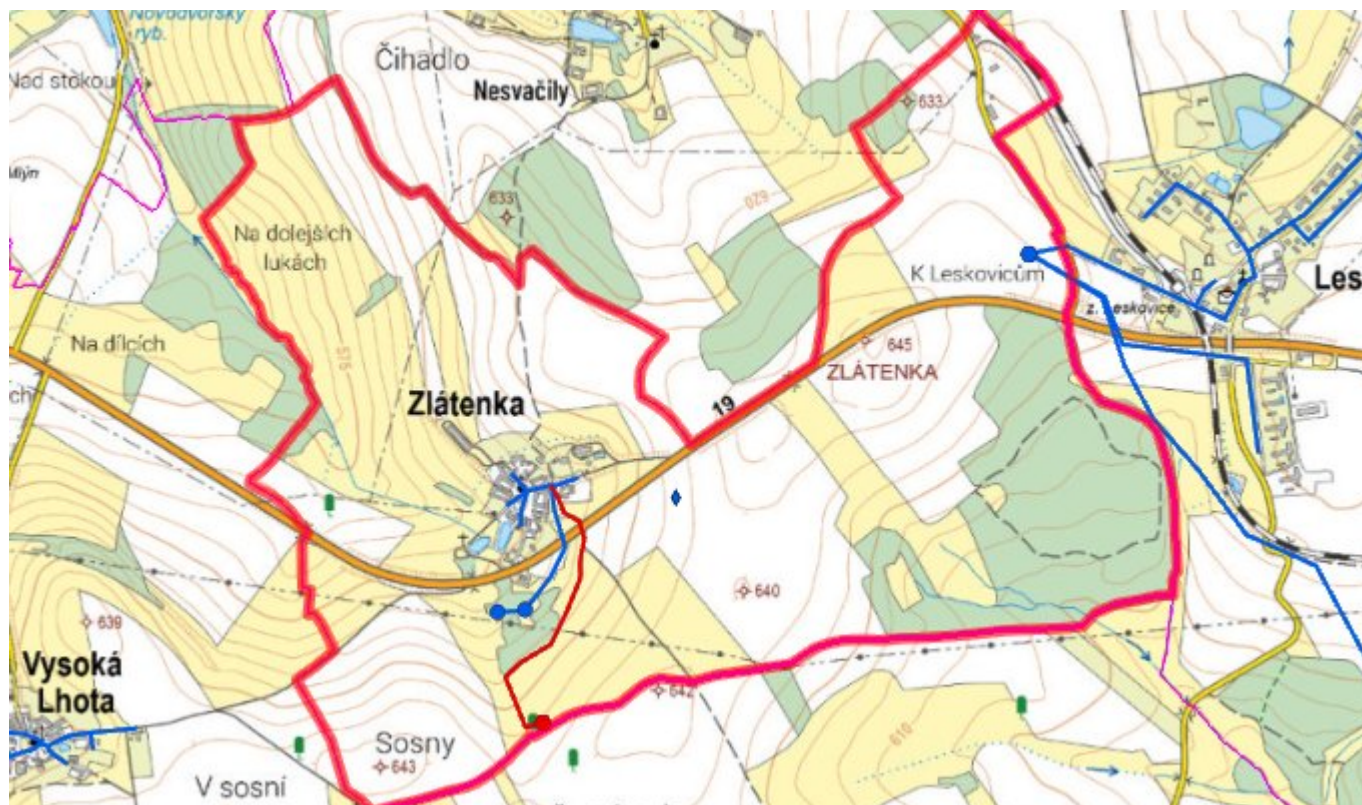 Novodvorský
ryb.
Nad stokou
Čihadlo
Nesvačily
633
Mlýn
633
620
Na dolejších
lukách
K Leskovicům
z. Leskovice
Les
Na dílcích
575
645
ZLÁTENKA
Zlátenka
19
640
639
Vysoká
Lhota
642
Sosny
643
610
V sosní